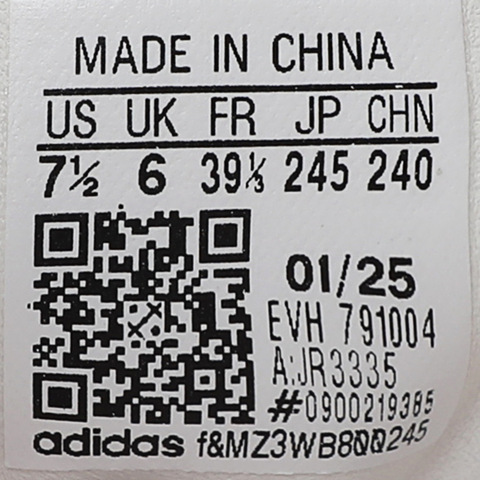 MADE IN CHINA
US UK FR JP CHN
7½ 6 39⅓ 245 240
01/25
EVH 791004
A:JR3335
#0900219385
adidas f&MZ3WB800245